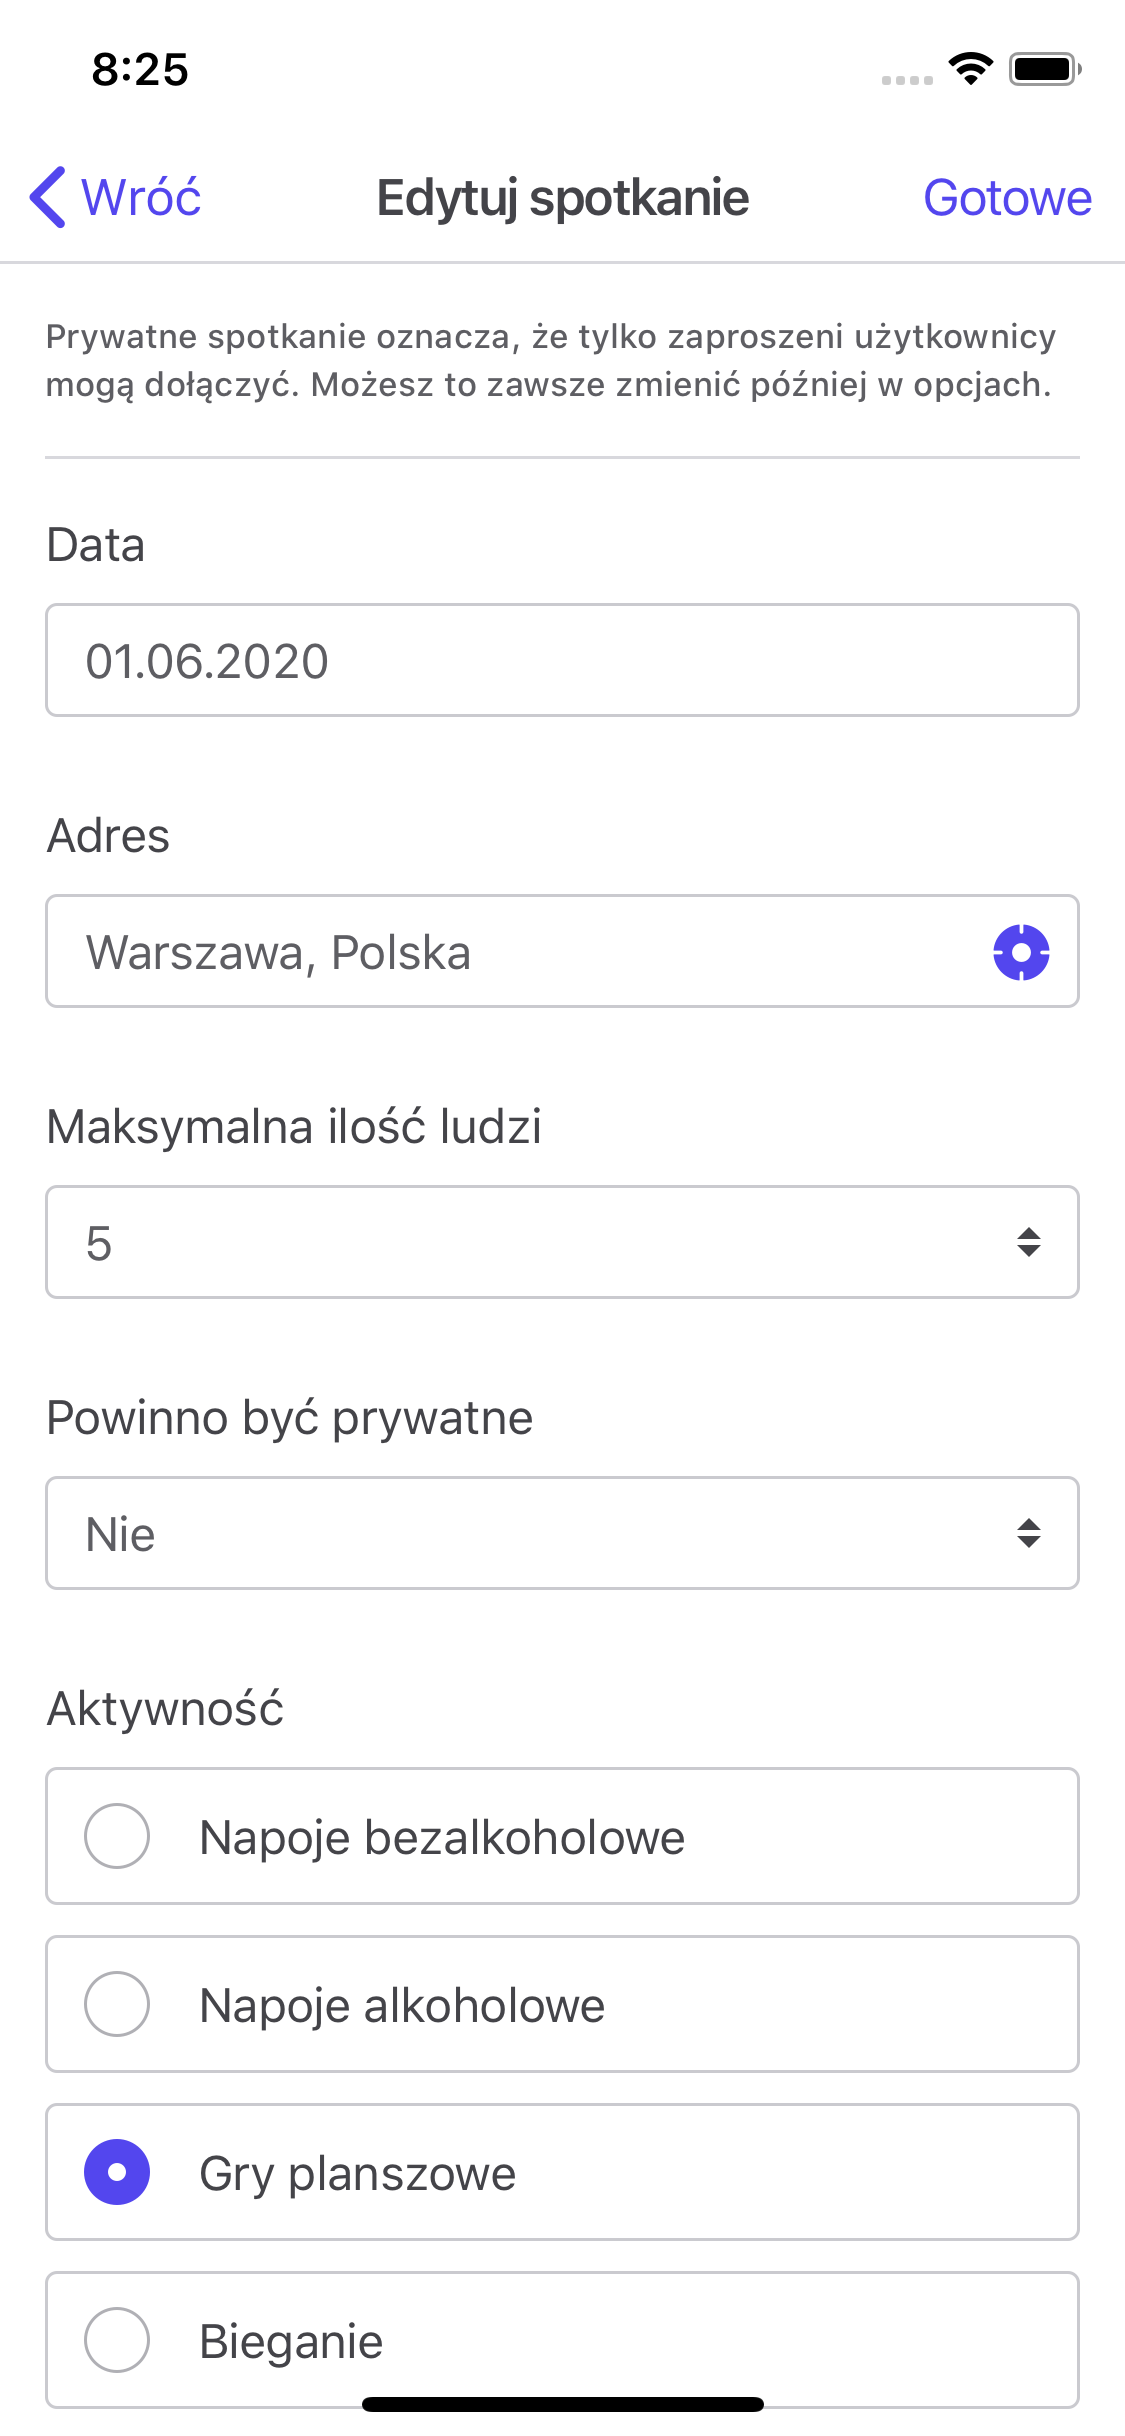 8:25
Wróć
Edytuj spotkanie
Gotowe
Prywatne spotkanie oznacza, że tylko zaproszeni użytkownicy
mogą dołączyć. Możesz to zawsze zmienić później w opcjach.
Data
01.06.2020
Adres
Warszawa, Polska
Maksymalna ilość ludzi
5
Powinno być prywatne
Nie
Aktywność
Napoje bezalkoholowe
Napoje alkoholowe
Gry planszowe
Bieganie